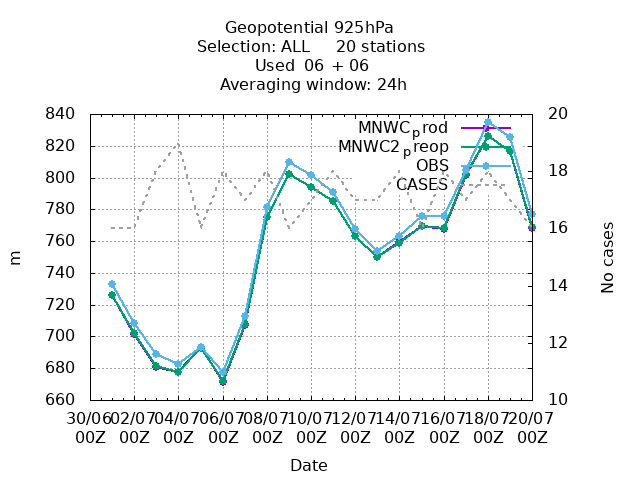 Geopotential 925hPa
Selection: ALL 20 stations
Used 06 + 06
Averaging window: 24h
840 20
MNWCprod
820
MNWC2preop
OBS
800 18
CASES
780
760 16
m No cases
740
14
720
700
12
680
660 10
30/06 02/07 04/07 06/07 08/07 10/07 12/07 14/07 16/07 18/07 20/07
00Z 00Z 00Z 00Z 00Z 00Z 00Z 00Z 00Z 00Z 00Z
Date